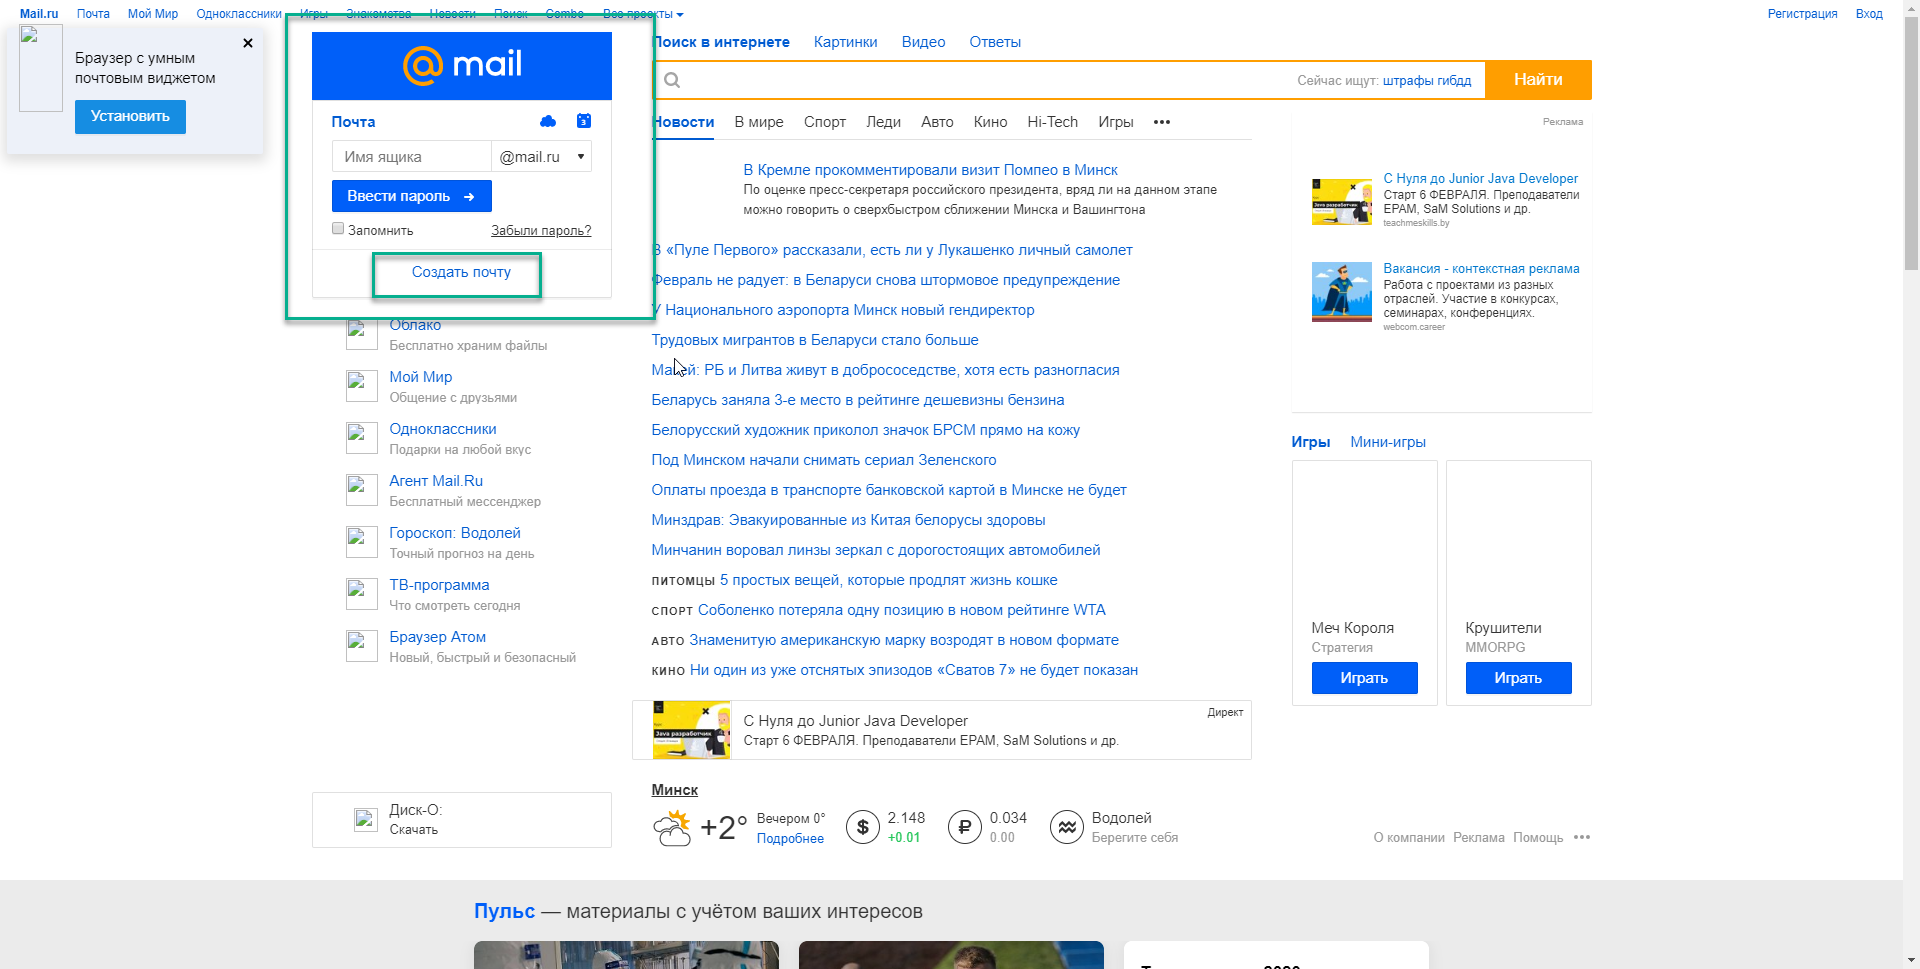 Mail.ru Почта Мой Мир Одноклассники Игры Знакомства Новости Поиск Combo Все проекты
Регистрация Вход
Браузер с умным
почтовым виджетом
Установить
@mail
Почта
3
Имя ящика @mail.ru
Ввести пароль
Запомнить Забыли пароль?
Создать почту
Облако
Бесплатно храним файлы
Мой Мир
Общение с друзьями
Одноклассники
Подарки на любой вкус
Агент Mail.Ru
Бесплатный мессенджер
Гороскоп: Водолей
Точный прогноз на день
ТВ-программа
Что смотреть сегодня
Браузер Атом
Новый, быстрый и безопасный
Диск-О:
Скачать
Поиск в интернете Картинки Видео Ответы
Сейчас ищут: штрафы гибдд Найти
Новости В мире Спорт Леди Авто Кино Hi-Tech Игры •••
В Кремле прокомментировали визит Помпео в Минск
По оценке пресс-секретаря российского президента, вряд ли на данном этапе
можно говорить о сверхбыстром сближении Минска и Вашингтона
В «Пуле Первого» рассказали, есть ли у Лукашенко личный самолет
Февраль не радует: в Беларуси снова штормовое предупреждение
У Национального аэропорта Минск новый гендиректор
Трудовых мигрантов в Беларуси стало больше
Макей: РБ и Литва живут в добрососедстве, хотя есть разногласия
Беларусь заняла 3-е место в рейтинге дешевизны бензина
Белорусский художник приколол значок БРСМ прямо на кожу
Под Минском начали снимать сериал Зеленского
Оплаты проезда в транспорте банковской картой в Минске не будет
Минздрав: Эвакуированные из Китая белорусы здоровы
Минчанин воровал линзы зеркал с дорогостоящих автомобилей
ПИТОМЦЫ 5 простых вещей, которые продлят жизнь кошке
СПОРТ Соболенко потеряла одну позицию в новом рейтинге WTA
АВТО Знаменитую американскую марку возродят в новом формате
КИНО Ни один из уже отснятых эпизодов «Сватов 7» не будет показан
Java разработчик
С Нуля до Junior Java Developer
Старт 6 ФЕВРАЛЯ. Преподаватели EPAM, SaM Solutions и др.
Директ
Минск
+2° Вечером 0°
Подробнее
$ 2.148
+0.01
₽ 0.034
0.00
Водолей
Берегите себя
Реклама
Java разработчик
С Нуля до Junior Java Developer
Старт 6 ФЕВРАЛЯ. Преподаватели
EPAM, SaM Solutions и др.
teachmeskills.by
Вакансия - контекстная реклама
Работа с проектами из разных
отраслей. Участие в конкурсах,
семинарах, конференциях.
webcom.career
Игры Мини-игры
Меч Короля
Стратегия
Играть
Крушители
MMORPG
Играть
О компании Реклама Помощь •••
Пульс — материалы с учётом ваших интересов